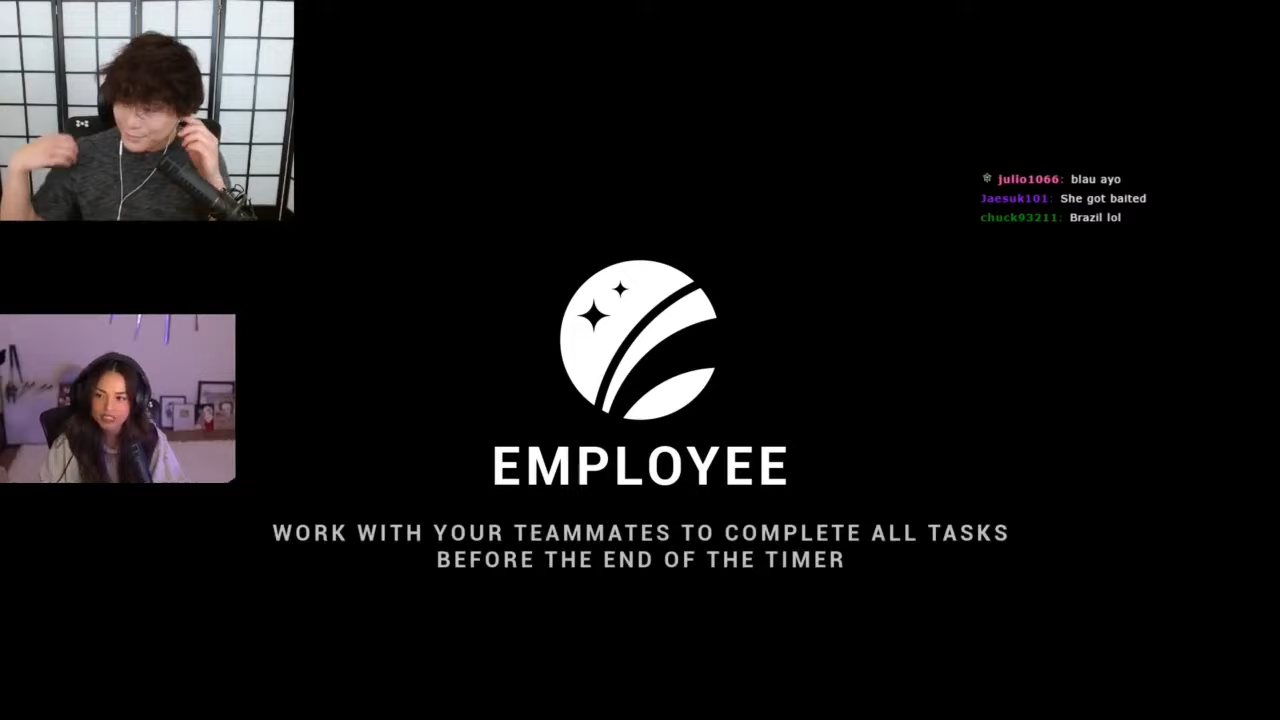 julio1066: blau ayo
Jaesuk101: She got baited
chuck93211: Brazil lol
EMPLOYEE
WORK WITH YOUR TEAMMATES TO COMPLETE ALL TASKS
BEFORE THE END OF THE TIMER